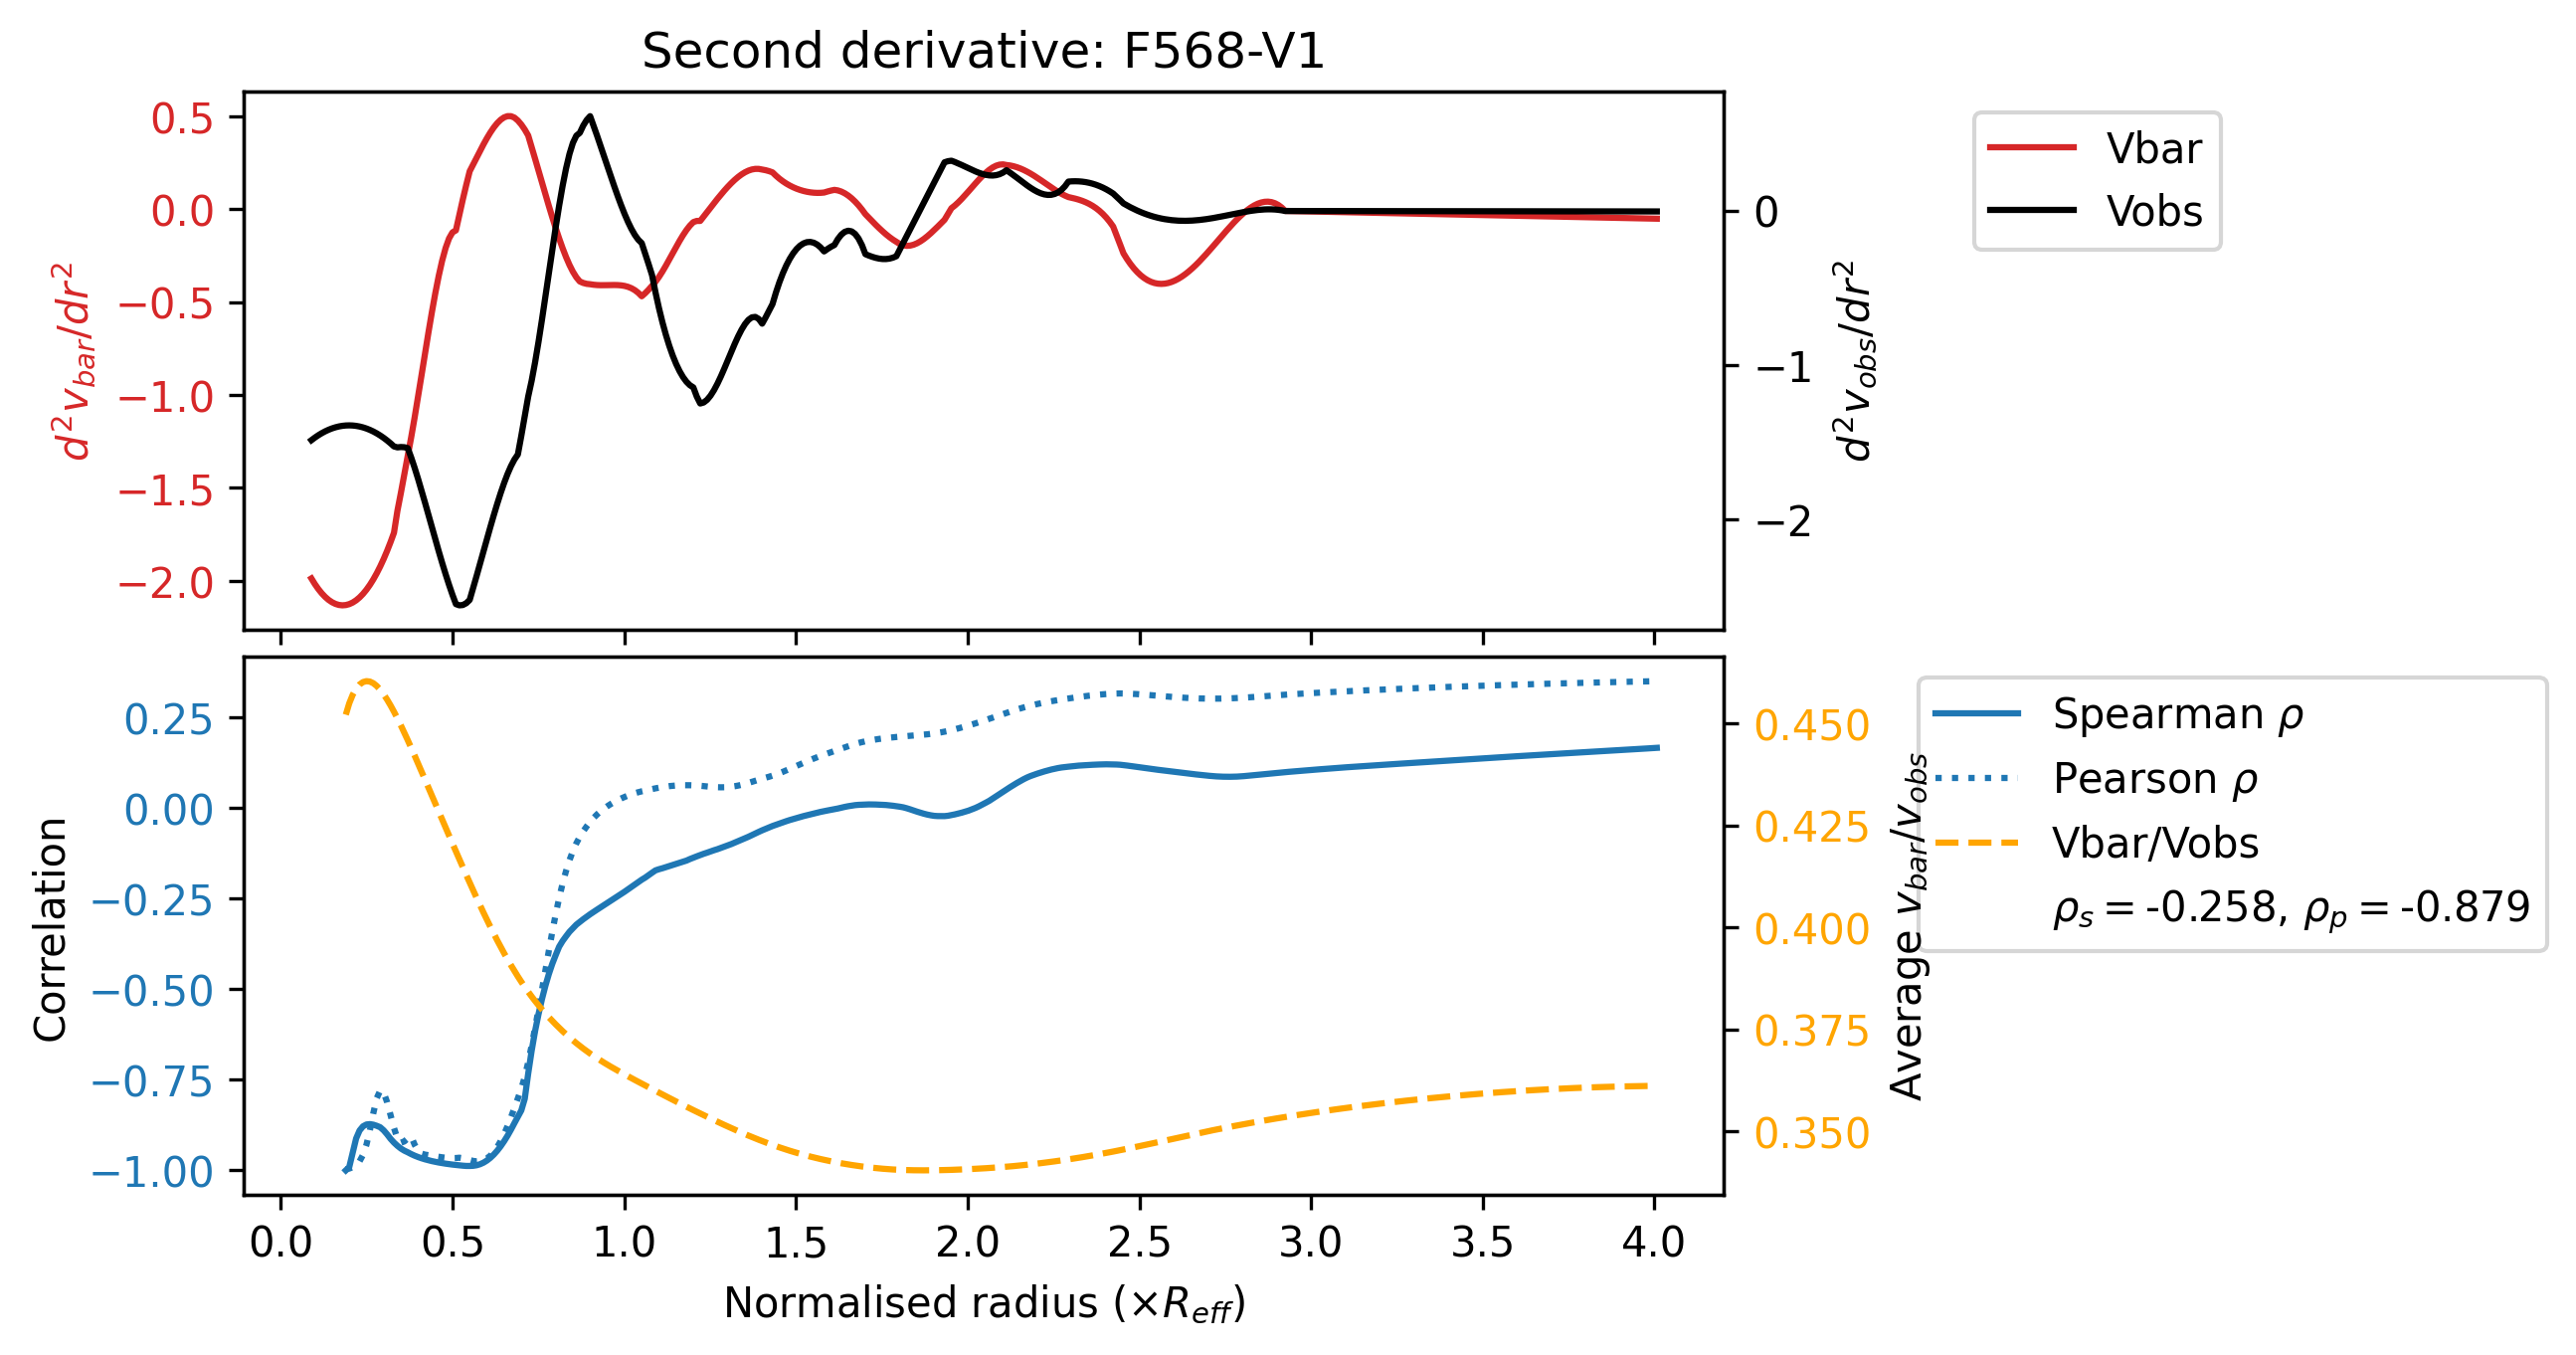 Second derivative: F568-V1
0.5
0.0
−0.5
−1.0
−1.5
−2.0
d²v_bar/dr²
0
−1
−2
d²v_obs/dr²
Vbar
Vobs
0.25
0.00
−0.25
−0.50
−0.75
−1.00
Correlation
0.450
0.425
0.400
0.375
0.350
Average v_bar/v_obs
Spearman ρ
Pearson ρ
Vbar/Vobs
ρ_s = -0.258, ρ_p = -0.879
0.0 0.5 1.0 1.5 2.0 2.5 3.0 3.5 4.0
Normalised radius (×R_eff)